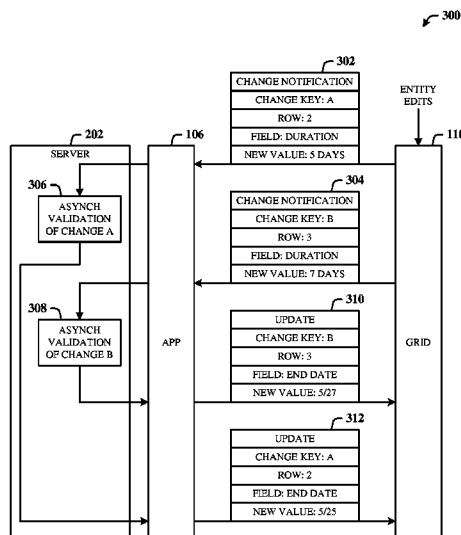 300
302
CHANGE NOTIFICATION
CHANGE KEY: A
ROW: 2
FIELD: DURATION
NEW VALUE: 5 DAYS
ENTITY
EDITS
202
SERVER
106
110
306
ASYNCH
VALIDATION
OF CHANGE A
304
CHANGE NOTIFICATION
CHANGE KEY: B
ROW: 3
FIELD: DURATION
NEW VALUE: 7 DAYS
308
ASYNCH
VALIDATION
OF CHANGE B
APP
GRID
310
UPDATE
CHANGE KEY: B
ROW: 3
FIELD: END DATE
NEW VALUE: 5/27
312
UPDATE
CHANGE KEY: A
ROW: 2
FIELD: END DATE
NEW VALUE: 5/25